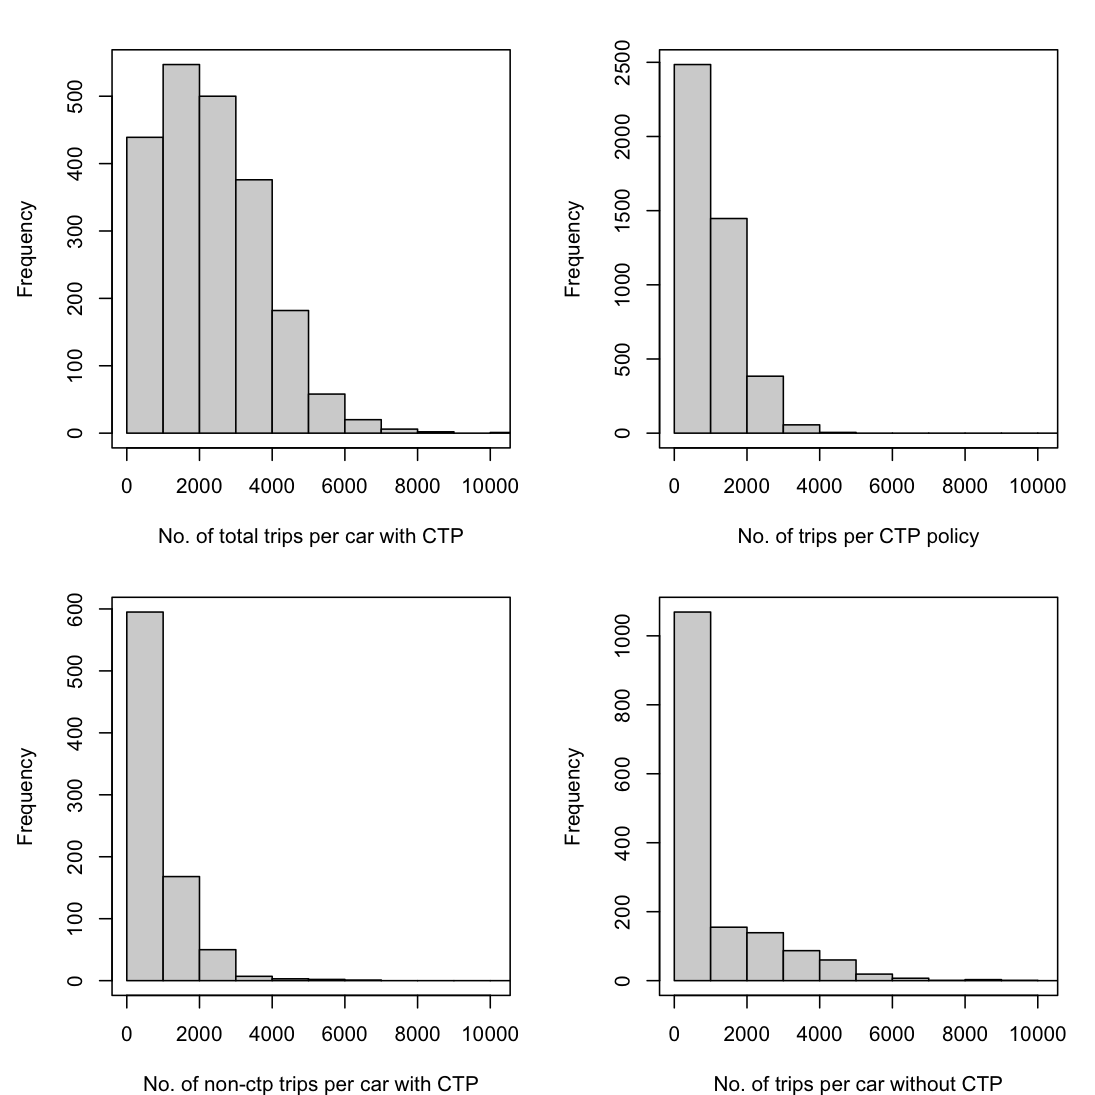 Frequency
0 100 200 300 400 500
0 2000 4000 6000 8000 10000
No. of total trips per car with CTP
Frequency
0 500 1000 1500 2000 2500
0 2000 4000 6000 8000 10000
No. of trips per CTP policy
Frequency
0 100 200 300 400 500 600
0 2000 4000 6000 8000 10000
No. of non-ctp trips per car with CTP
Frequency
0 200 400 600 800 1000
0 2000 4000 6000 8000 10000
No. of trips per car without CTP